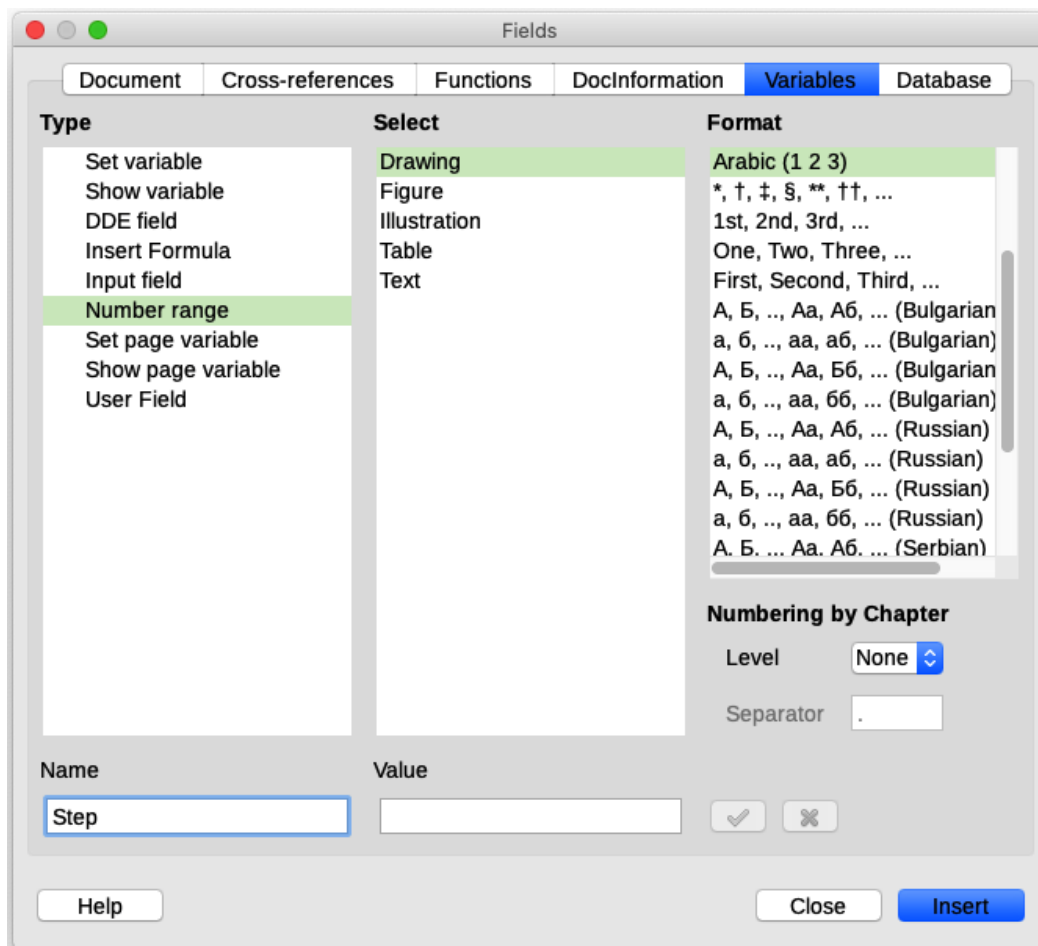 Fields
Document Cross-references Functions DocInformation Variables Database
Type
Set variable
Show variable
DDE field
Insert Formula
Input field
Number range
Set page variable
Show page variable
User Field
Select
Drawing
Figure
Illustration
Table
Text
Format
Arabic (1 2 3)
*, †, ‡, §, **, ††, ...
1st, 2nd, 3rd, ...
One, Two, Three, ...
First, Second, Third, ...
А, Б, .., Аа, Аб, ... (Bulgarian
а, б, .., аа, аб, ... (Bulgarian)
А, Б, .., Аа, Бб, ... (Bulgarian
а, б, .., аа, бб, ... (Bulgarian)
А, Б, .., Аа, Аб, ... (Russian)
а, б, .., аа, аб, ... (Russian)
А, Б, .., Аа, Бб, ... (Russian)
а, б, .., аа, бб, ... (Russian)
А, Б, .., Аа, Аб, ... (Serbian)
Numbering by Chapter
Level None
Separator .
Name
Step
Value
Help Close Insert